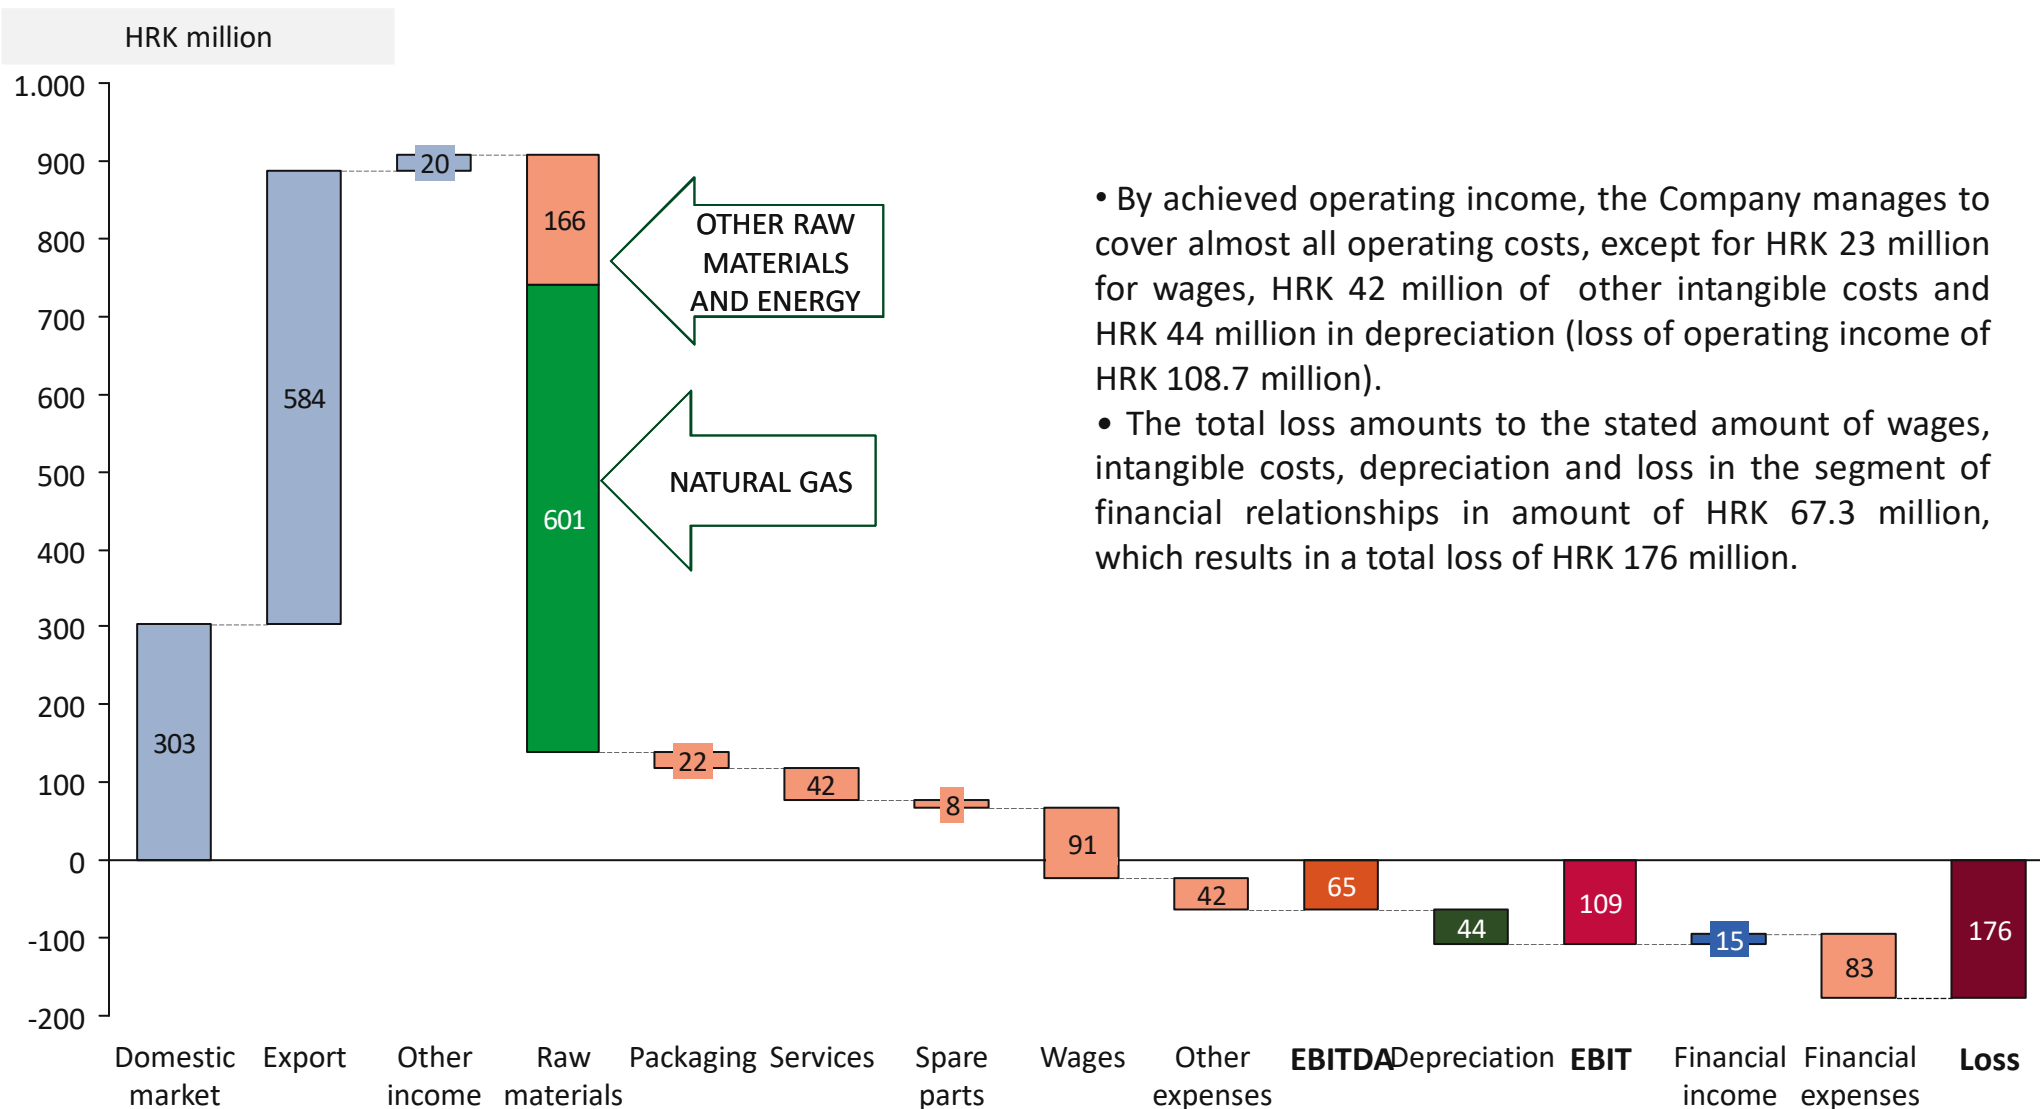 HRK million
1.000
900
800
700
600
500
400
300
200
100
0
-100
-200
303
584
20
166
601
22
42
8
91
42
65
44
109
15
83
176
OTHER RAW
MATERIALS
AND ENERGY
NATURAL GAS
• By achieved operating income, the Company manages to
cover almost all operating costs, except for HRK 23 million
for wages, HRK 42 million of other intangible costs and
HRK 44 million in depreciation (loss of operating income of
HRK 108.7 million).
• The total loss amounts to the stated amount of wages,
intangible costs, depreciation and loss in the segment of
financial relationships in amount of HRK 67.3 million,
which results in a total loss of HRK 176 million.
Domestic
market
Export
Other
income
Raw
materials
Packaging
Services
Spare
parts
Wages
Other
expenses
EBITDA
Depreciation
EBIT
Financial
income
Financial
expenses
Loss